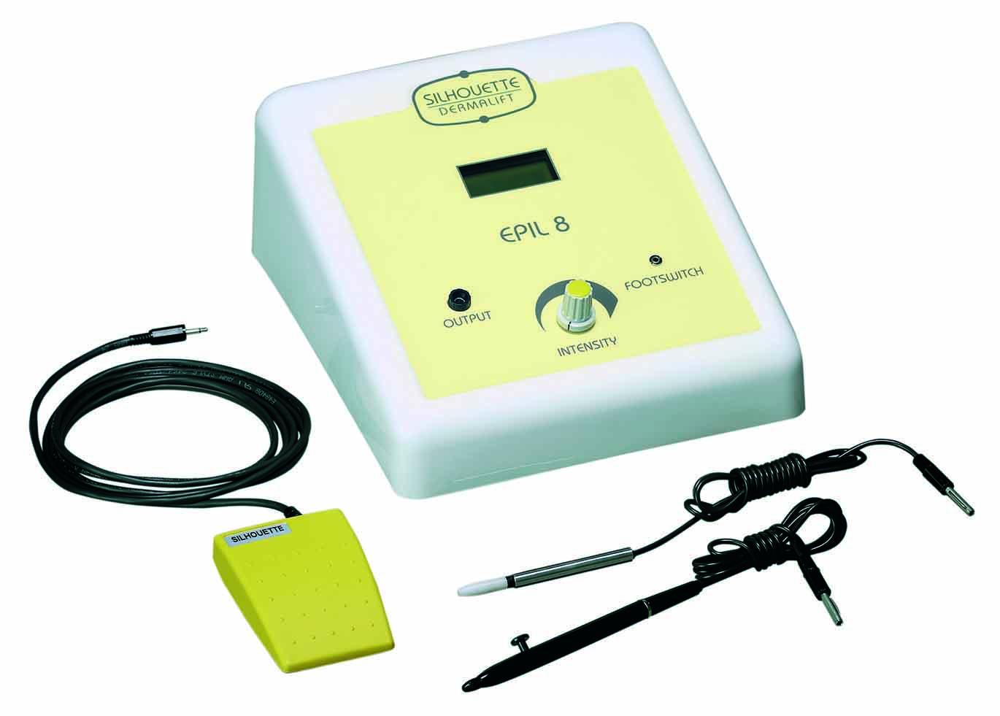 SILHOUETTE
DERMALIFT
EPIL 8
FOOTSWITCH
OUTPUT
INTENSITY
SILHOUETTE